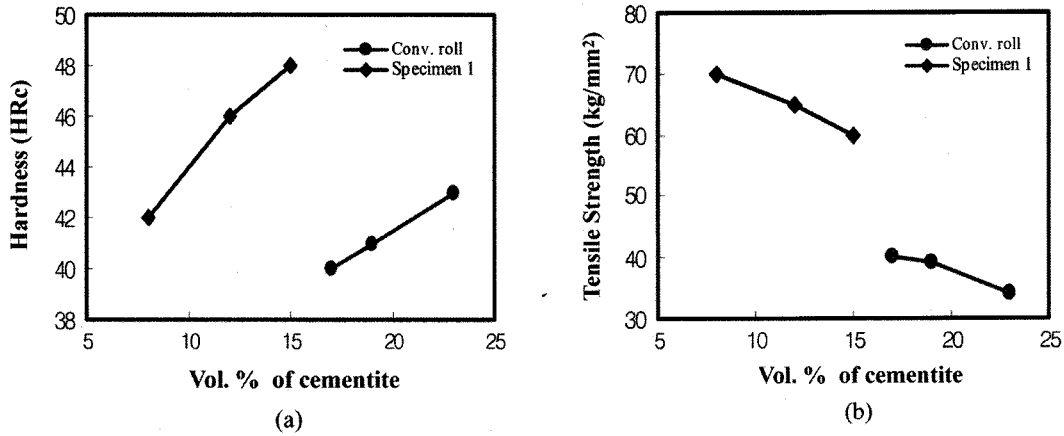 50
48
46
44
42
40
38
Hardness (HRc)
Conv. roll
Specimen 1
5
10
15
20
25
Vol. % of cementite
(a)
80
70
60
50
40
30
Tensile Strength (kg/mm²)
Conv. roll
Specimen 1
5
10
15
20
25
Vol. % of cementite
(b)